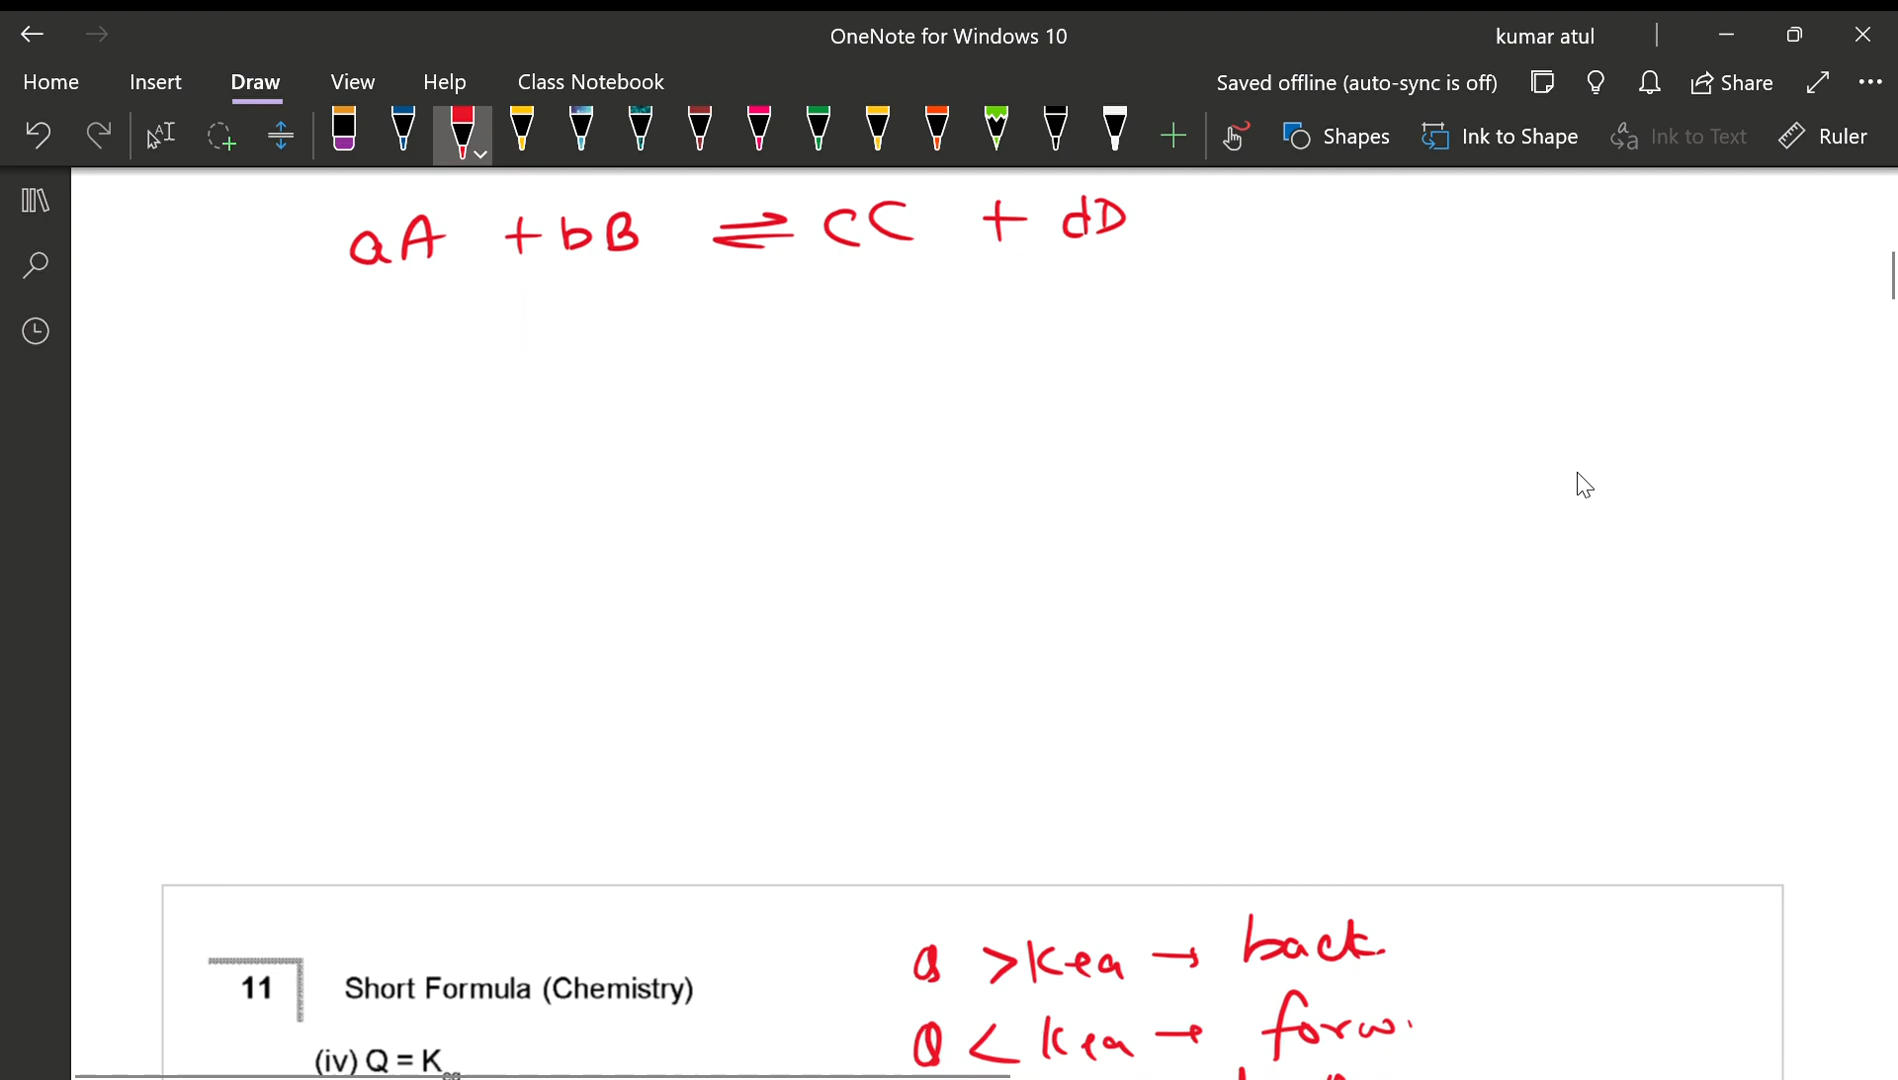 OneNote for Windows 10
kumar atul
Home Insert Draw View Help Class Notebook
Saved offline (auto-sync is off) Share
Shapes Ink to Shape Ink to Text Ruler
aA + bB ⇌ cC + dD
Q > Keq → back.
11 Short Formula (Chemistry)
Q < Keq → forw.
(iv) Q = Keq